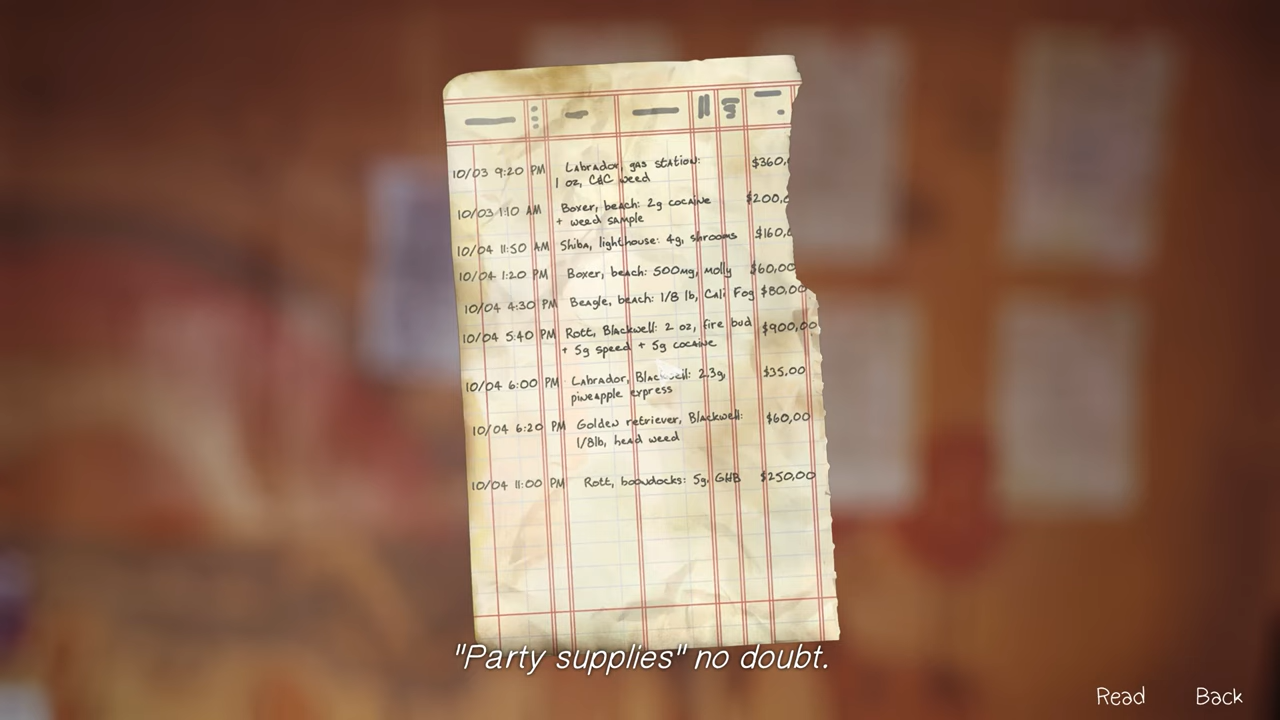 10/03 9:20 PM Labrador, gas station: $360,
1 oz, C&C weed
10/03 1:10 AM Boxer, beach: 2g cocaine $200,0
+ weed sample
10/04 11:50 AM Shiba, lighthouse: 4g, shrooms $160,0
10/04 1:20 PM Boxer, beach: 500mg, molly $60,00
10/04 4:30 PM Beagle, beach: 1/8 lb, Cali Fog $80,00
10/04 5:40 PM Rott, Blackwell: 2 oz, fire bud $900,00
+ 5g speed + 5g cocaine
10/04 6:00 PM Labrador, Blackwell: 2.3g, $35.00
pineapple express
10/04 6:20 PM Golden retriever, Blackwell: $60,00
1/8lb, head weed
10/04 11:00 PM Rott, boowdocks: 5g, GHB $250,00
"Party supplies" no doubt.
Read Back